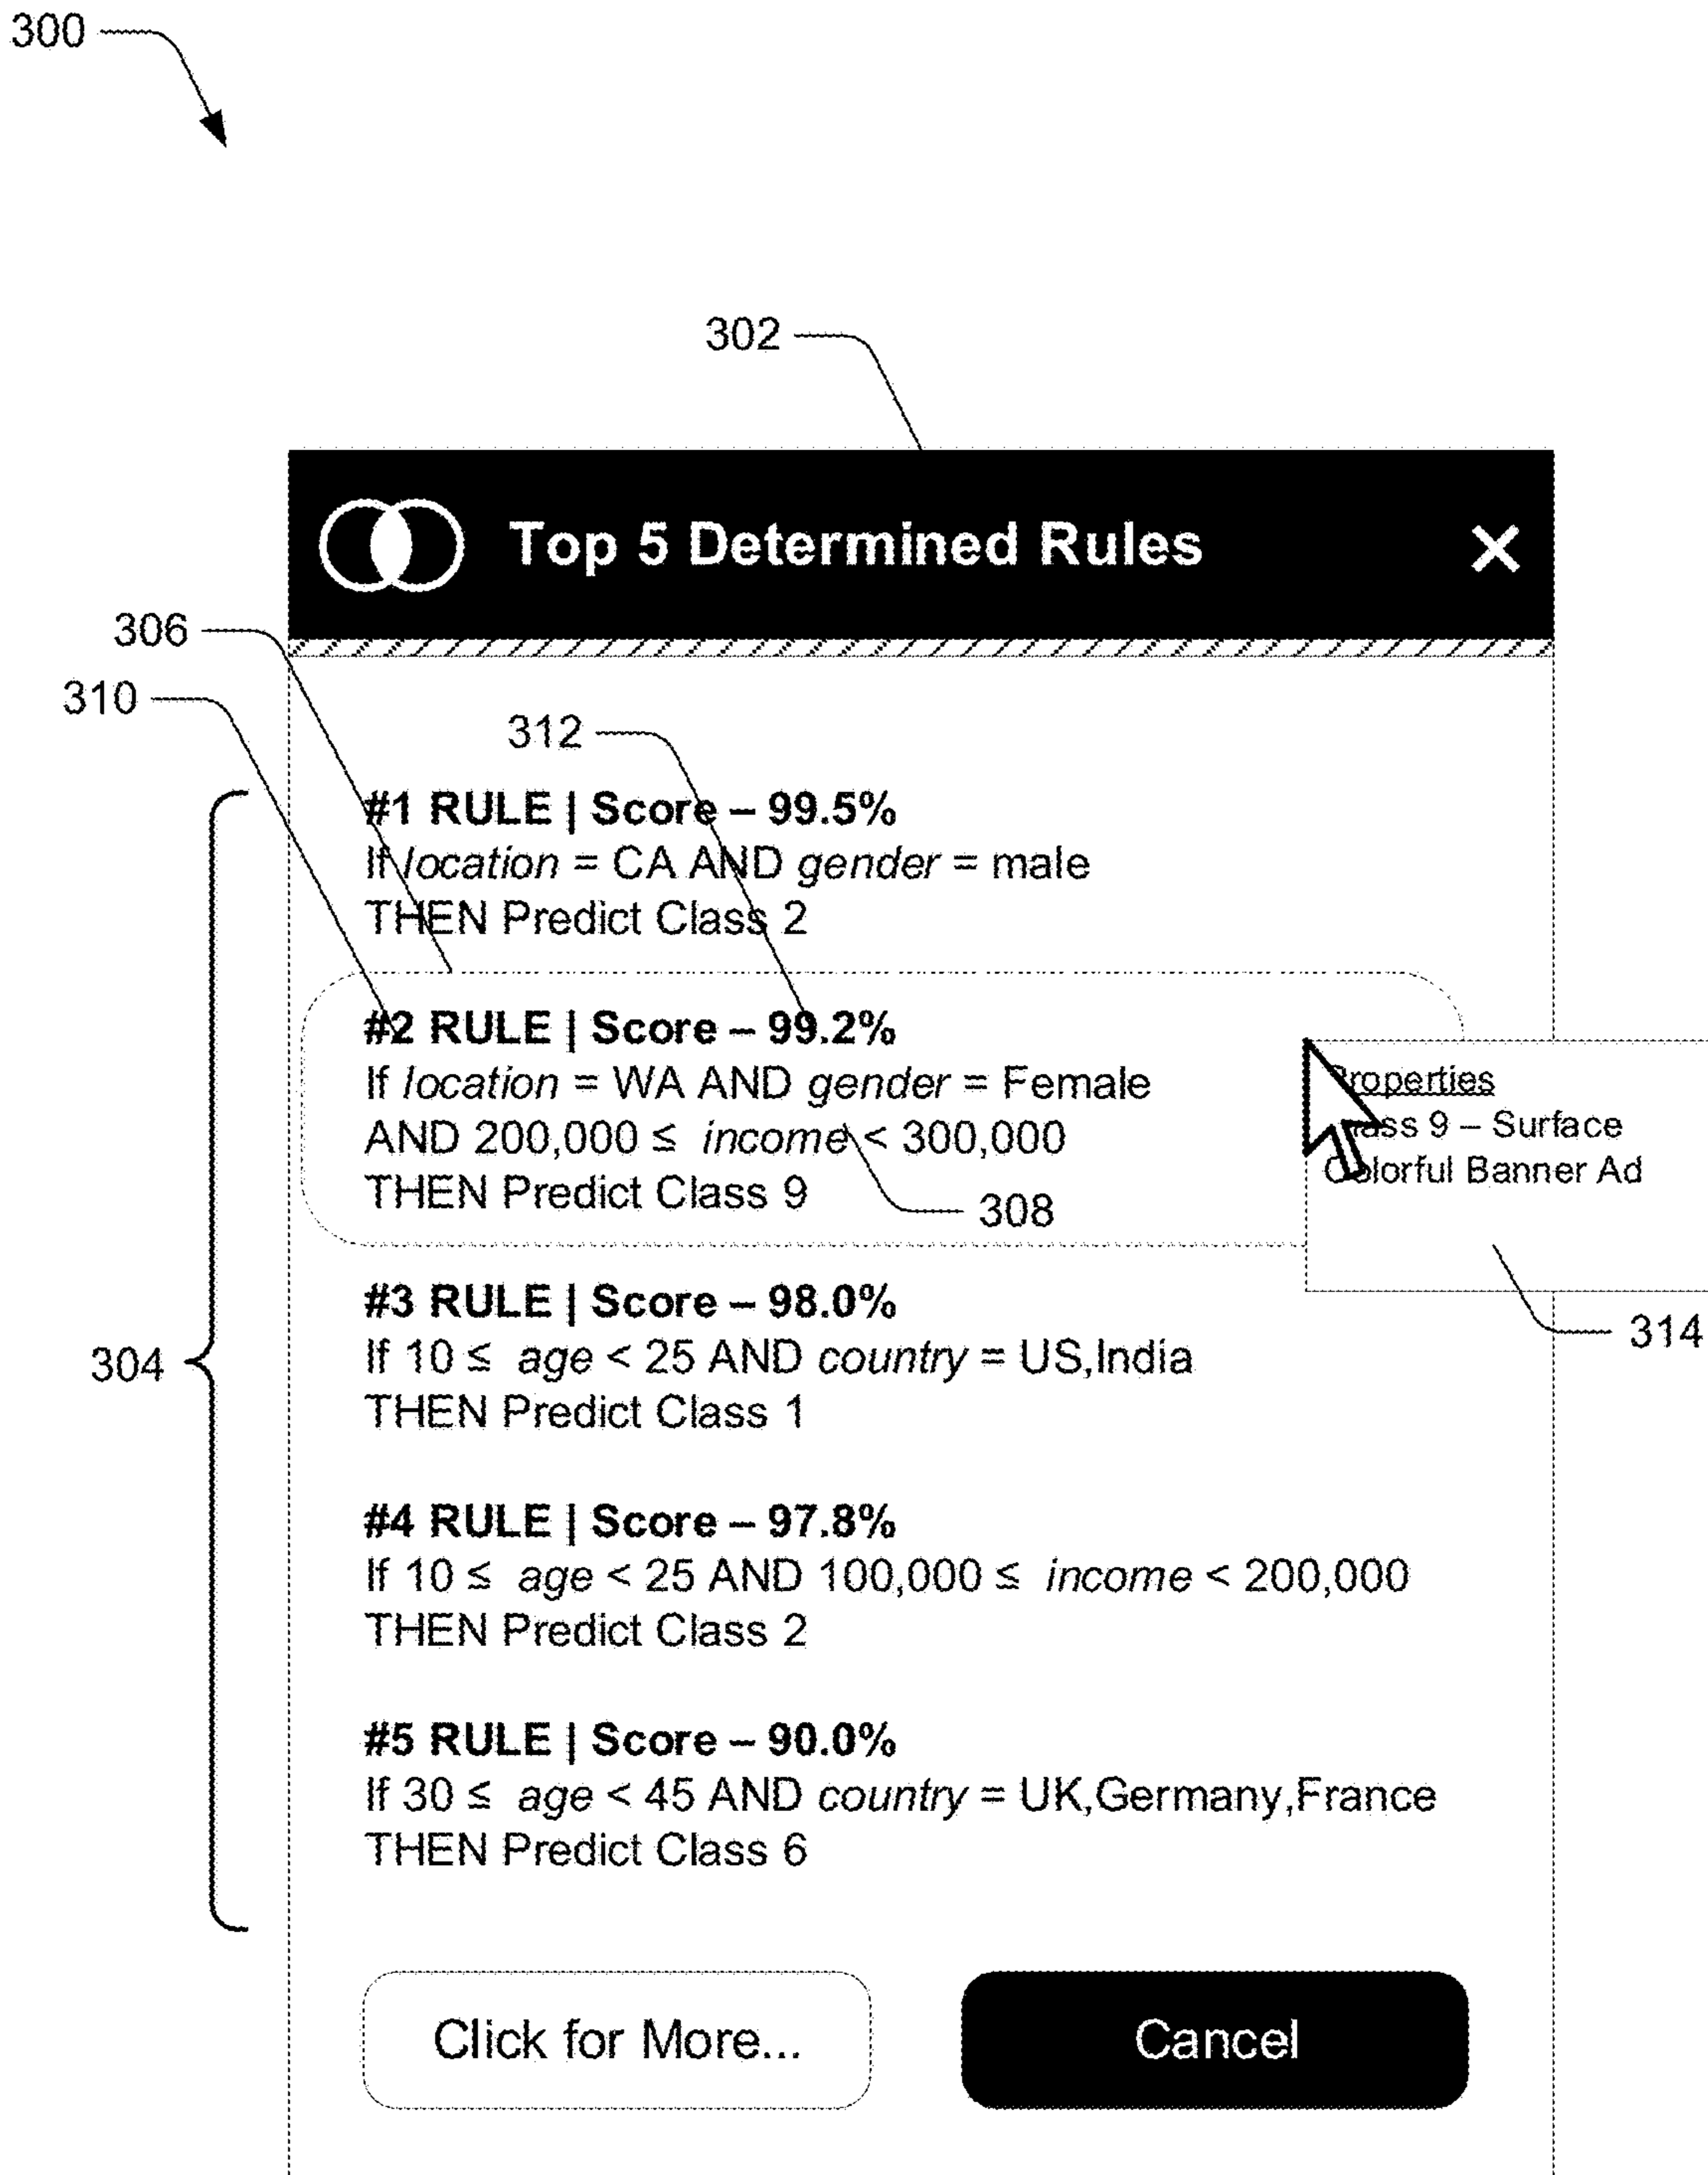 300
302
Top 5 Determined Rules
306
310
312
#1 RULE | Score – 99.5%
If location = CA AND gender = male
THEN Predict Class 2
#2 RULE | Score – 99.2%
If location = WA AND gender = Female
AND 200,000 ≤ income < 300,000
THEN Predict Class 9
308
Properties
Class 9 – Surface
Colorful Banner Ad
314
304
#3 RULE | Score – 98.0%
If 10 ≤ age < 25 AND country = US,India
THEN Predict Class 1
#4 RULE | Score – 97.8%
If 10 ≤ age < 25 AND 100,000 ≤ income < 200,000
THEN Predict Class 2
#5 RULE | Score – 90.0%
If 30 ≤ age < 45 AND country = UK,Germany,France
THEN Predict Class 6
Click for More...
Cancel